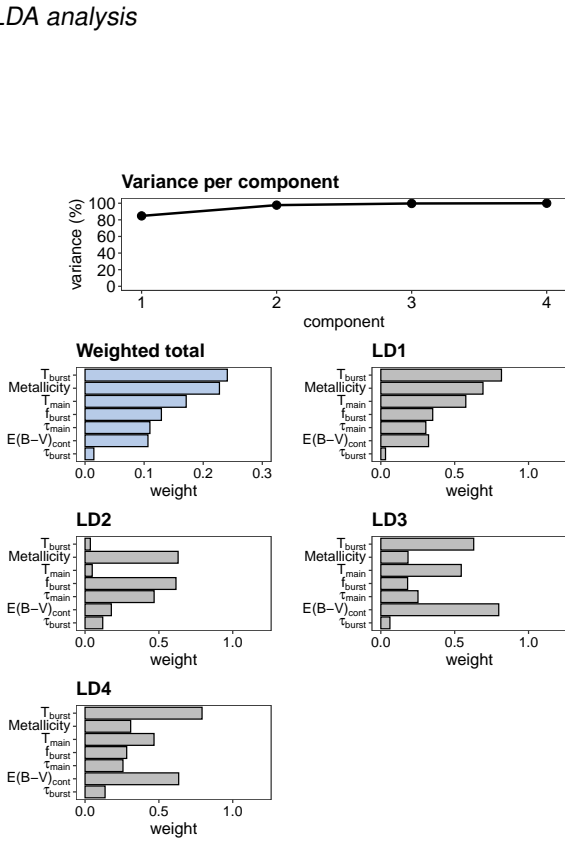 LDA analysis
Variance per component
variance (%)
100
80
60
40
20
0
1 2 3 4
component
Weighted total
T_burst
Metallicity
T_main
f_burst
τ_main
E(B−V)_cont
τ_burst
0.0 0.1 0.2 0.3
weight
LD1
T_burst
Metallicity
T_main
f_burst
τ_main
E(B−V)_cont
τ_burst
0.0 0.5 1.0
weight
LD2
T_burst
Metallicity
T_main
f_burst
τ_main
E(B−V)_cont
τ_burst
0.0 0.5 1.0
weight
LD3
T_burst
Metallicity
T_main
f_burst
τ_main
E(B−V)_cont
τ_burst
0.0 0.5 1.0
weight
LD4
T_burst
Metallicity
T_main
f_burst
τ_main
E(B−V)_cont
τ_burst
0.0 0.5 1.0
weight